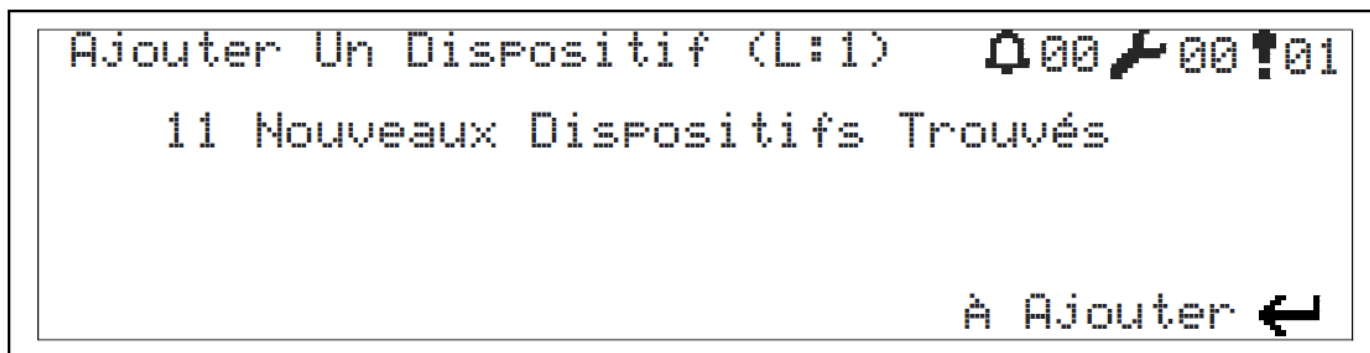 Ajouter Un Dispositif (L:1) 00 00 01
11 Nouveaux Dispositifs Trouvés
À Ajouter